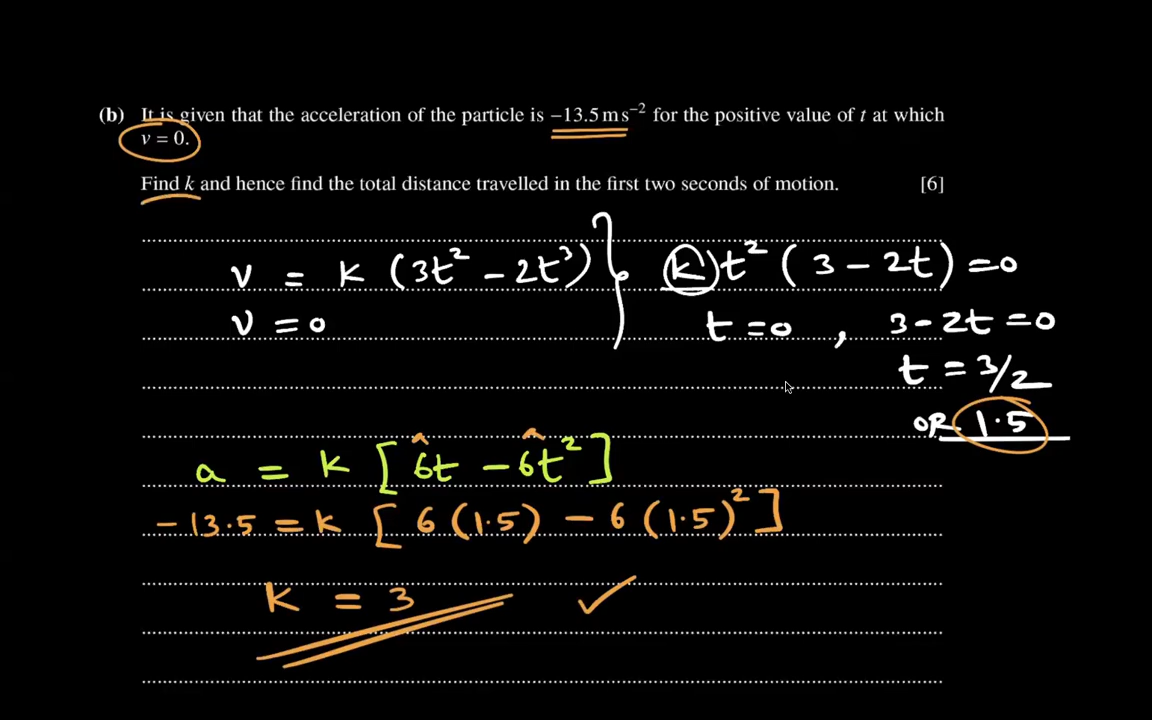 (b) It is given that the acceleration of the particle is −13.5 m s⁻² for the positive value of t at which
v = 0.
Find k and hence find the total distance travelled in the first two seconds of motion. [6]
v = k (3t² − 2t³) } (k) t² (3 − 2t) = 0
v = 0 t = 0 , 3 − 2t = 0
t = 3/2
OR 1.5
a = k [6t − 6t²]
−13.5 = k [6 (1.5) − 6 (1.5)²]
k = 3 ✓